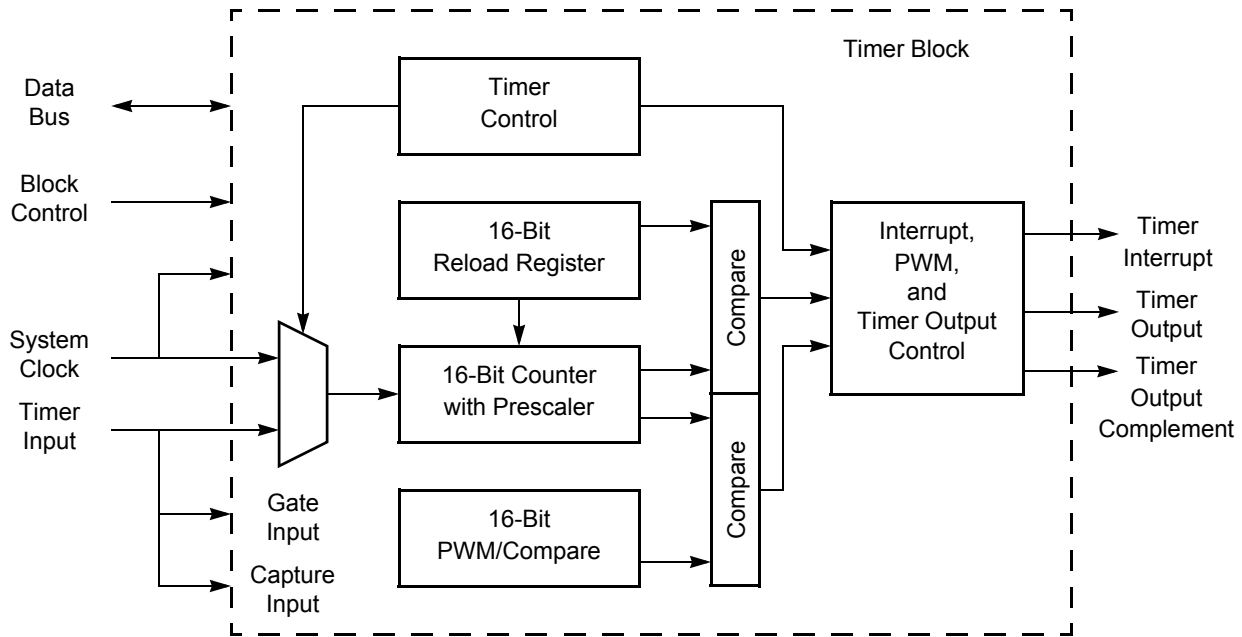 Timer Block
Data
Bus
Block
Control
System
Clock
Timer
Input
Gate
Input
Capture
Input
Timer
Control
16-Bit
Reload Register
16-Bit Counter
with Prescaler
16-Bit
PWM/Compare
Compare
Compare
Interrupt,
PWM,
and
Timer Output
Control
Timer
Interrupt
Timer
Output
Timer
Output
Complement